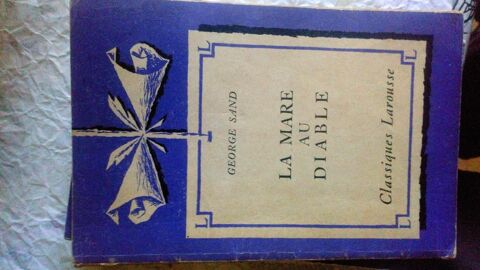 GEORGE SAND
LA MARE
AU
DIABLE
Classiques Larousse